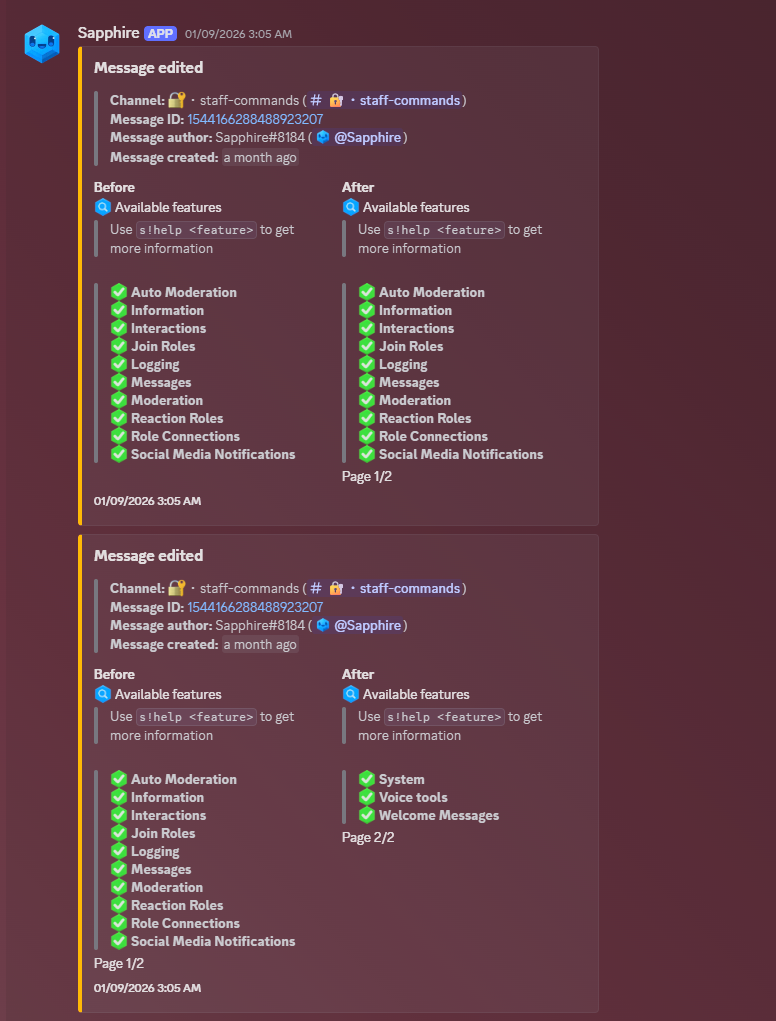 Sapphire APP 01/09/2026 3:05 AM
Message edited
Channel: 🔐 · staff-commands ( # 🔐 · staff-commands )
Message ID: 1544166288488923207
Message author: Sapphire#8184 ( @Sapphire )
Message created: a month ago
Before
Available features
Use s!help <feature> to get
more information
✅ Auto Moderation
✅ Information
✅ Interactions
✅ Join Roles
✅ Logging
✅ Messages
✅ Moderation
✅ Reaction Roles
✅ Role Connections
✅ Social Media Notifications
After
Available features
Use s!help <feature> to get
more information
✅ Auto Moderation
✅ Information
✅ Interactions
✅ Join Roles
✅ Logging
✅ Messages
✅ Moderation
✅ Reaction Roles
✅ Role Connections
✅ Social Media Notifications
Page 1/2
01/09/2026 3:05 AM
Message edited
Channel: 🔐 · staff-commands ( # 🔐 · staff-commands )
Message ID: 1544166288488923207
Message author: Sapphire#8184 ( @Sapphire )
Message created: a month ago
Before
Available features
Use s!help <feature> to get
more information
✅ Auto Moderation
✅ Information
✅ Interactions
✅ Join Roles
✅ Logging
✅ Messages
✅ Moderation
✅ Reaction Roles
✅ Role Connections
✅ Social Media Notifications
Page 1/2
After
Available features
Use s!help <feature> to get
more information
✅ System
✅ Voice tools
✅ Welcome Messages
Page 2/2
01/09/2026 3:05 AM